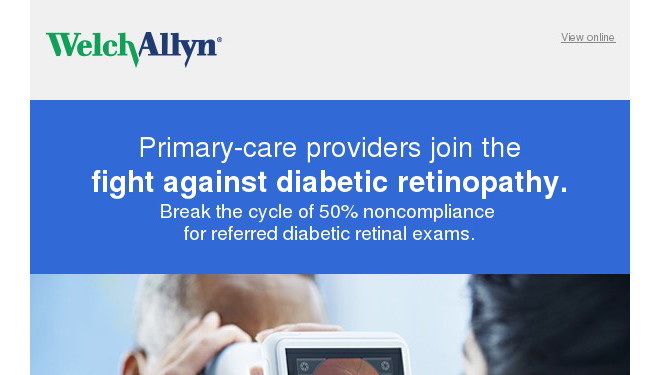 WelchAllyn®
View online
Primary-care providers join the
fight against diabetic retinopathy.
Break the cycle of 50% noncompliance
for referred diabetic retinal exams.